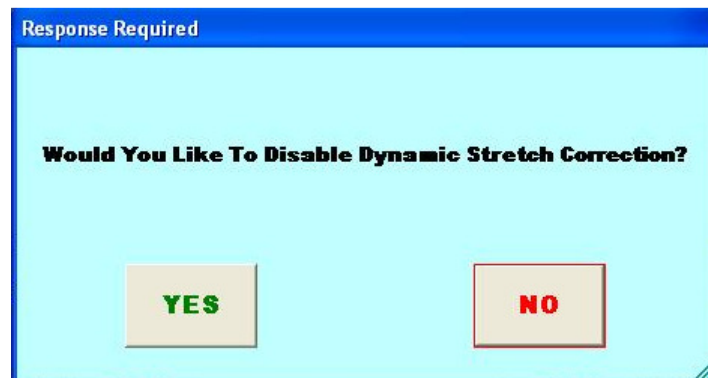 Response Required
Would You Like To Disable Dynamic Stretch Correction?
YES
NO